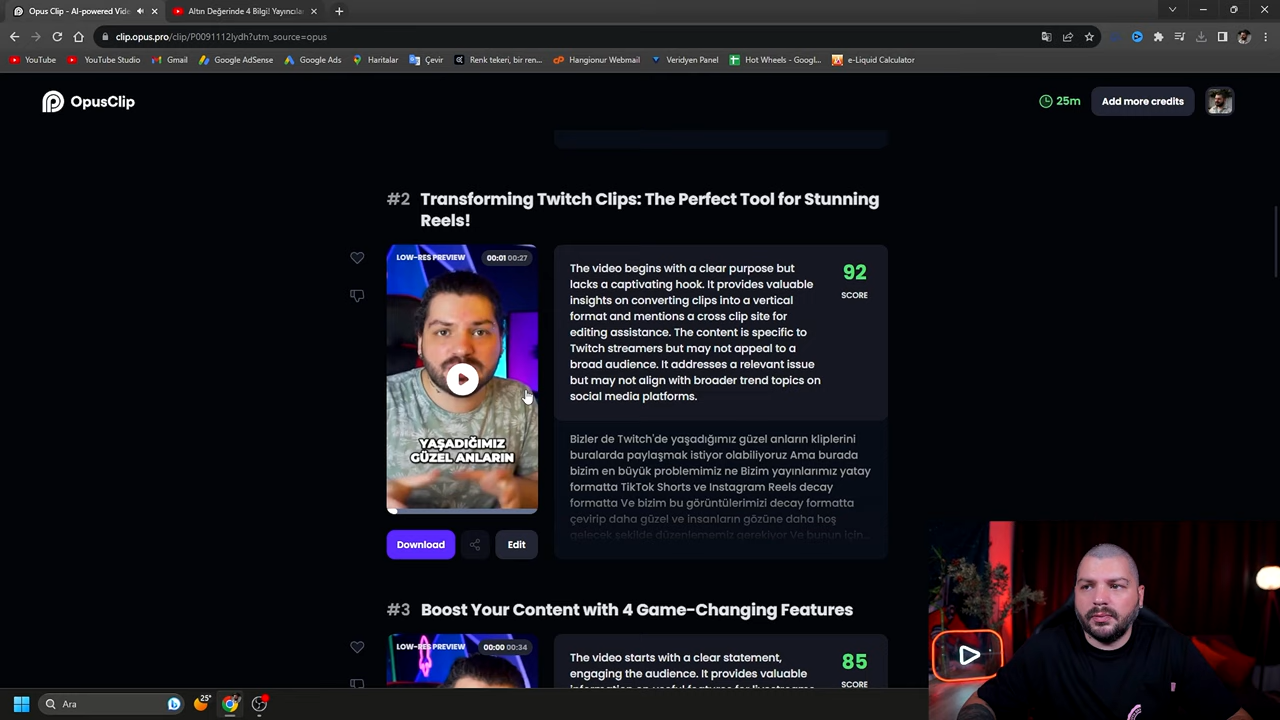 Opus Clip - AI-powered Vide
Altın Değerinde 4 Bilgi! Yayıncıla
clip.opus.pro/clip/P0091112lydh?utm_source=opus
YouTube
YouTube Studio
Gmail
Google AdSense
Google Ads
Haritalar
Çevir
Renk tekeri, bir ren...
Hangionur Webmail
Veridyen Panel
Hot Wheels - Googl...
e-Liquid Calculator
OpusClip
25m
Add more credits
#2 Transforming Twitch Clips: The Perfect Tool for Stunning
Reels!
LOW-RES PREVIEW
00:01 00:27
YAŞADIĞIMIZ
GÜZEL ANLARIN
The video begins with a clear purpose but
lacks a captivating hook. It provides valuable
insights on converting clips into a vertical
format and mentions a cross clip site for
editing assistance. The content is specific to
Twitch streamers but may not appeal to a
broad audience. It addresses a relevant issue
but may not align with broader trend topics on
social media platforms.
92
SCORE
Bizler de Twitch'de yaşadığımız güzel anların kliplerini
buralarda paylaşmak istiyor olabiliyoruz Ama burada
bizim en büyük problemimiz ne Bizim yayınlarımız yatay
formatta TikTok Shorts ve Instagram Reels decay
formatta Ve bizim bu görüntülerimizi decay formatta
çevirip daha güzel ve insanların gözüne daha hoş
gelecek şekilde düzenlememiz gerekiyor Ve bunun için...
Download
Edit
#3 Boost Your Content with 4 Game-Changing Features
LOW-RES PREVIEW
00:00 00:34
The video starts with a clear statement,
engaging the audience. It provides valuable
85
SCORE
Ara
25°